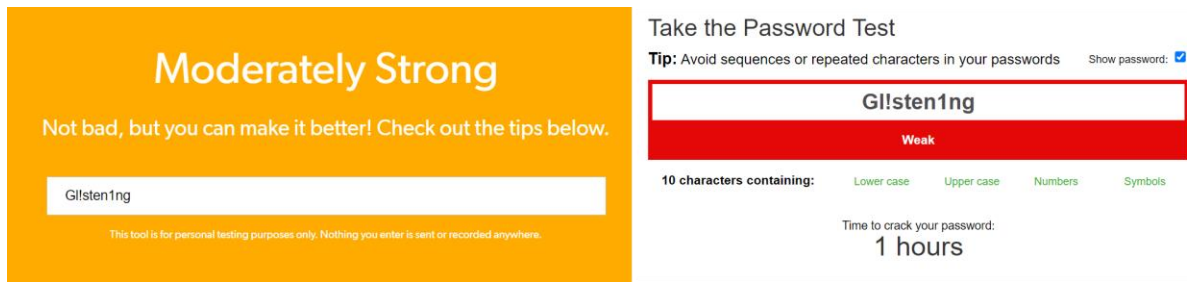 Moderately Strong
Not bad, but you can make it better! Check out the tips below.
Gl!sten1ng
This tool is for personal testing purposes only. Nothing you enter is sent or recorded anywhere.
Take the Password Test
Tip: Avoid sequences or repeated characters in your passwords Show password:
Gl!sten1ng
Weak
10 characters containing: Lower case Upper case Numbers Symbols
Time to crack your password:
1 hours